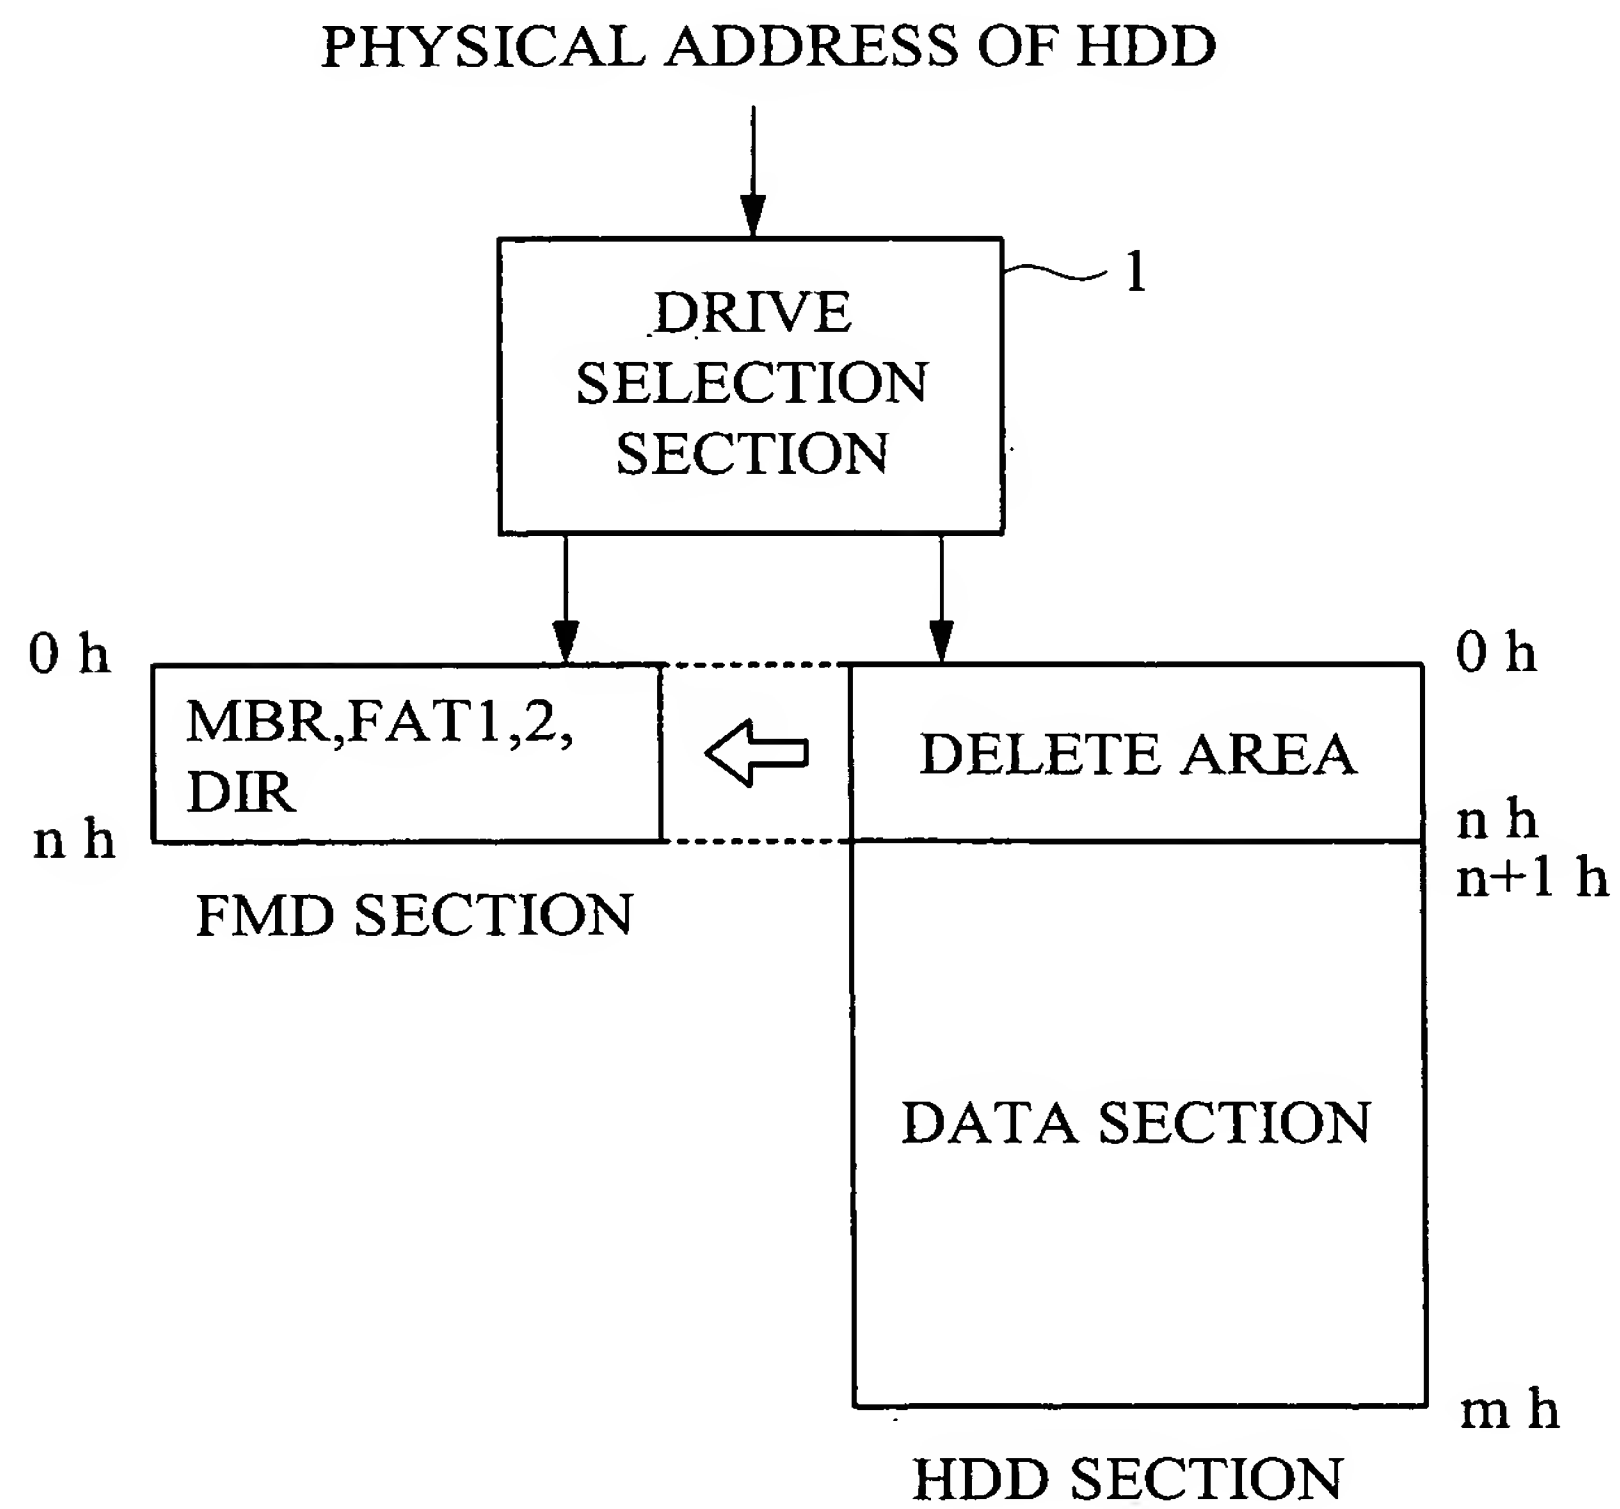 PHYSICAL ADDRESS OF HDD
1
DRIVE
SELECTION
SECTION
0 h
0 h
MBR,FAT1,2,
DIR
DELETE AREA
n h
n h
n+1 h
FMD SECTION
DATA SECTION
m h
HDD SECTION